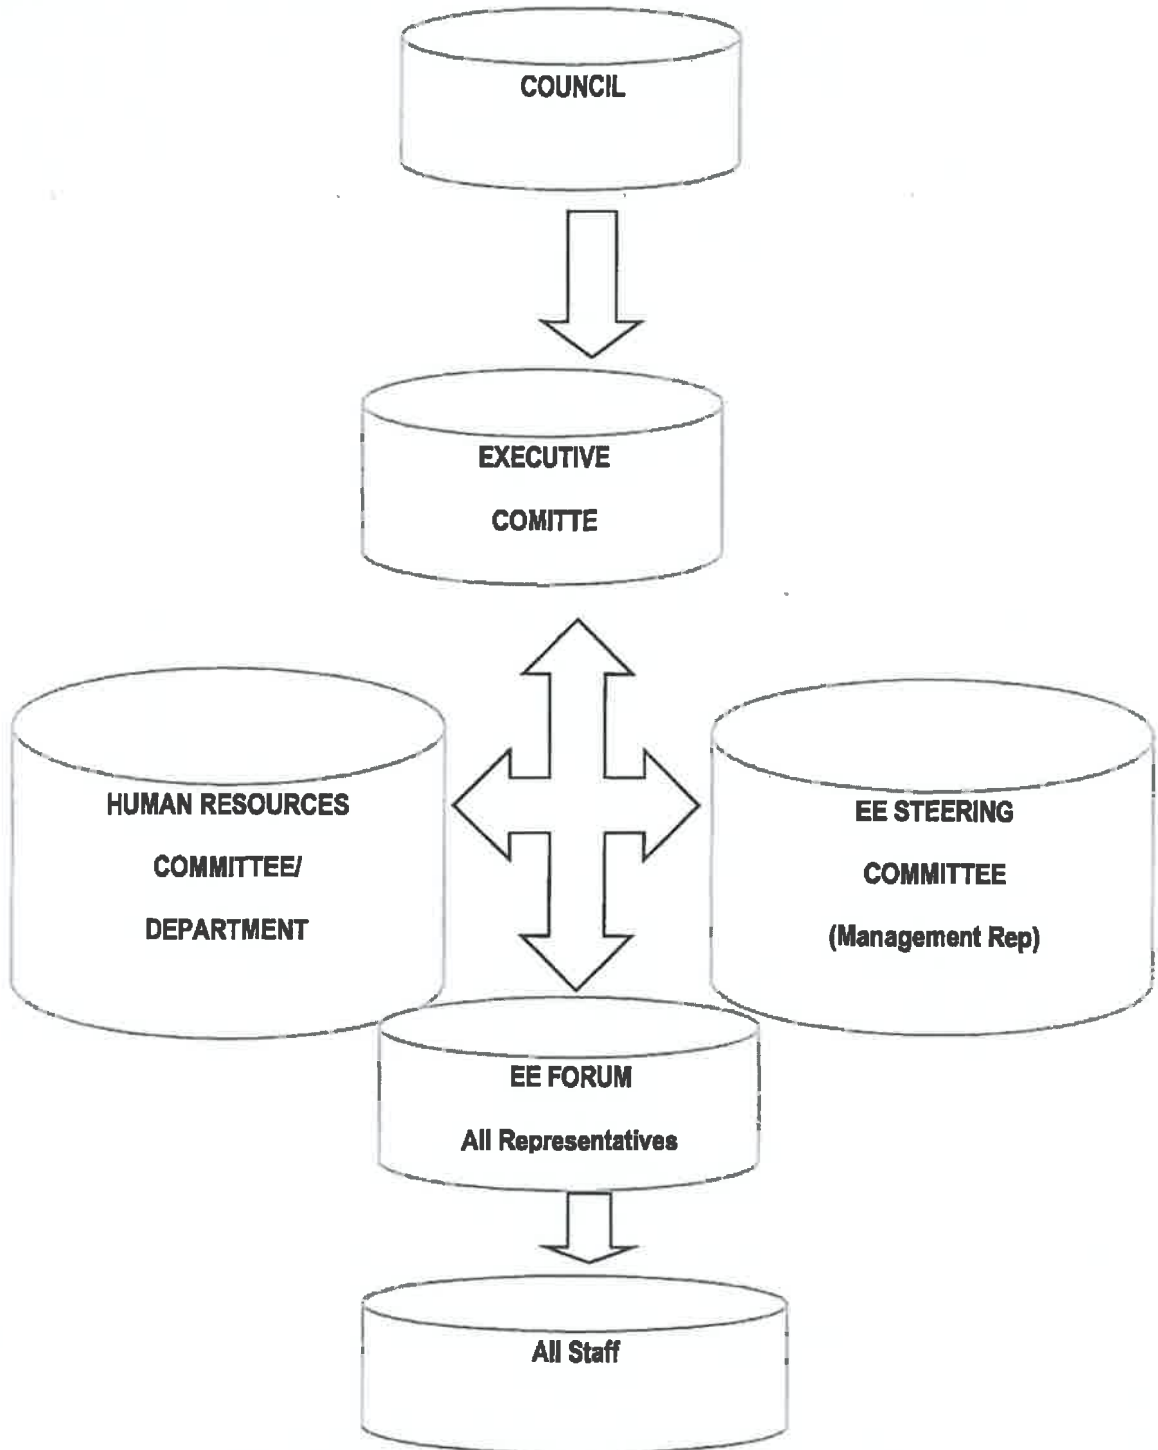 COUNCIL
EXECUTIVE
COMITTE
HUMAN RESOURCES
COMMITTEE/
DEPARTMENT
EE STEERING
COMMITTEE
(Management Rep)
EE FORUM
All Representatives
All Staff